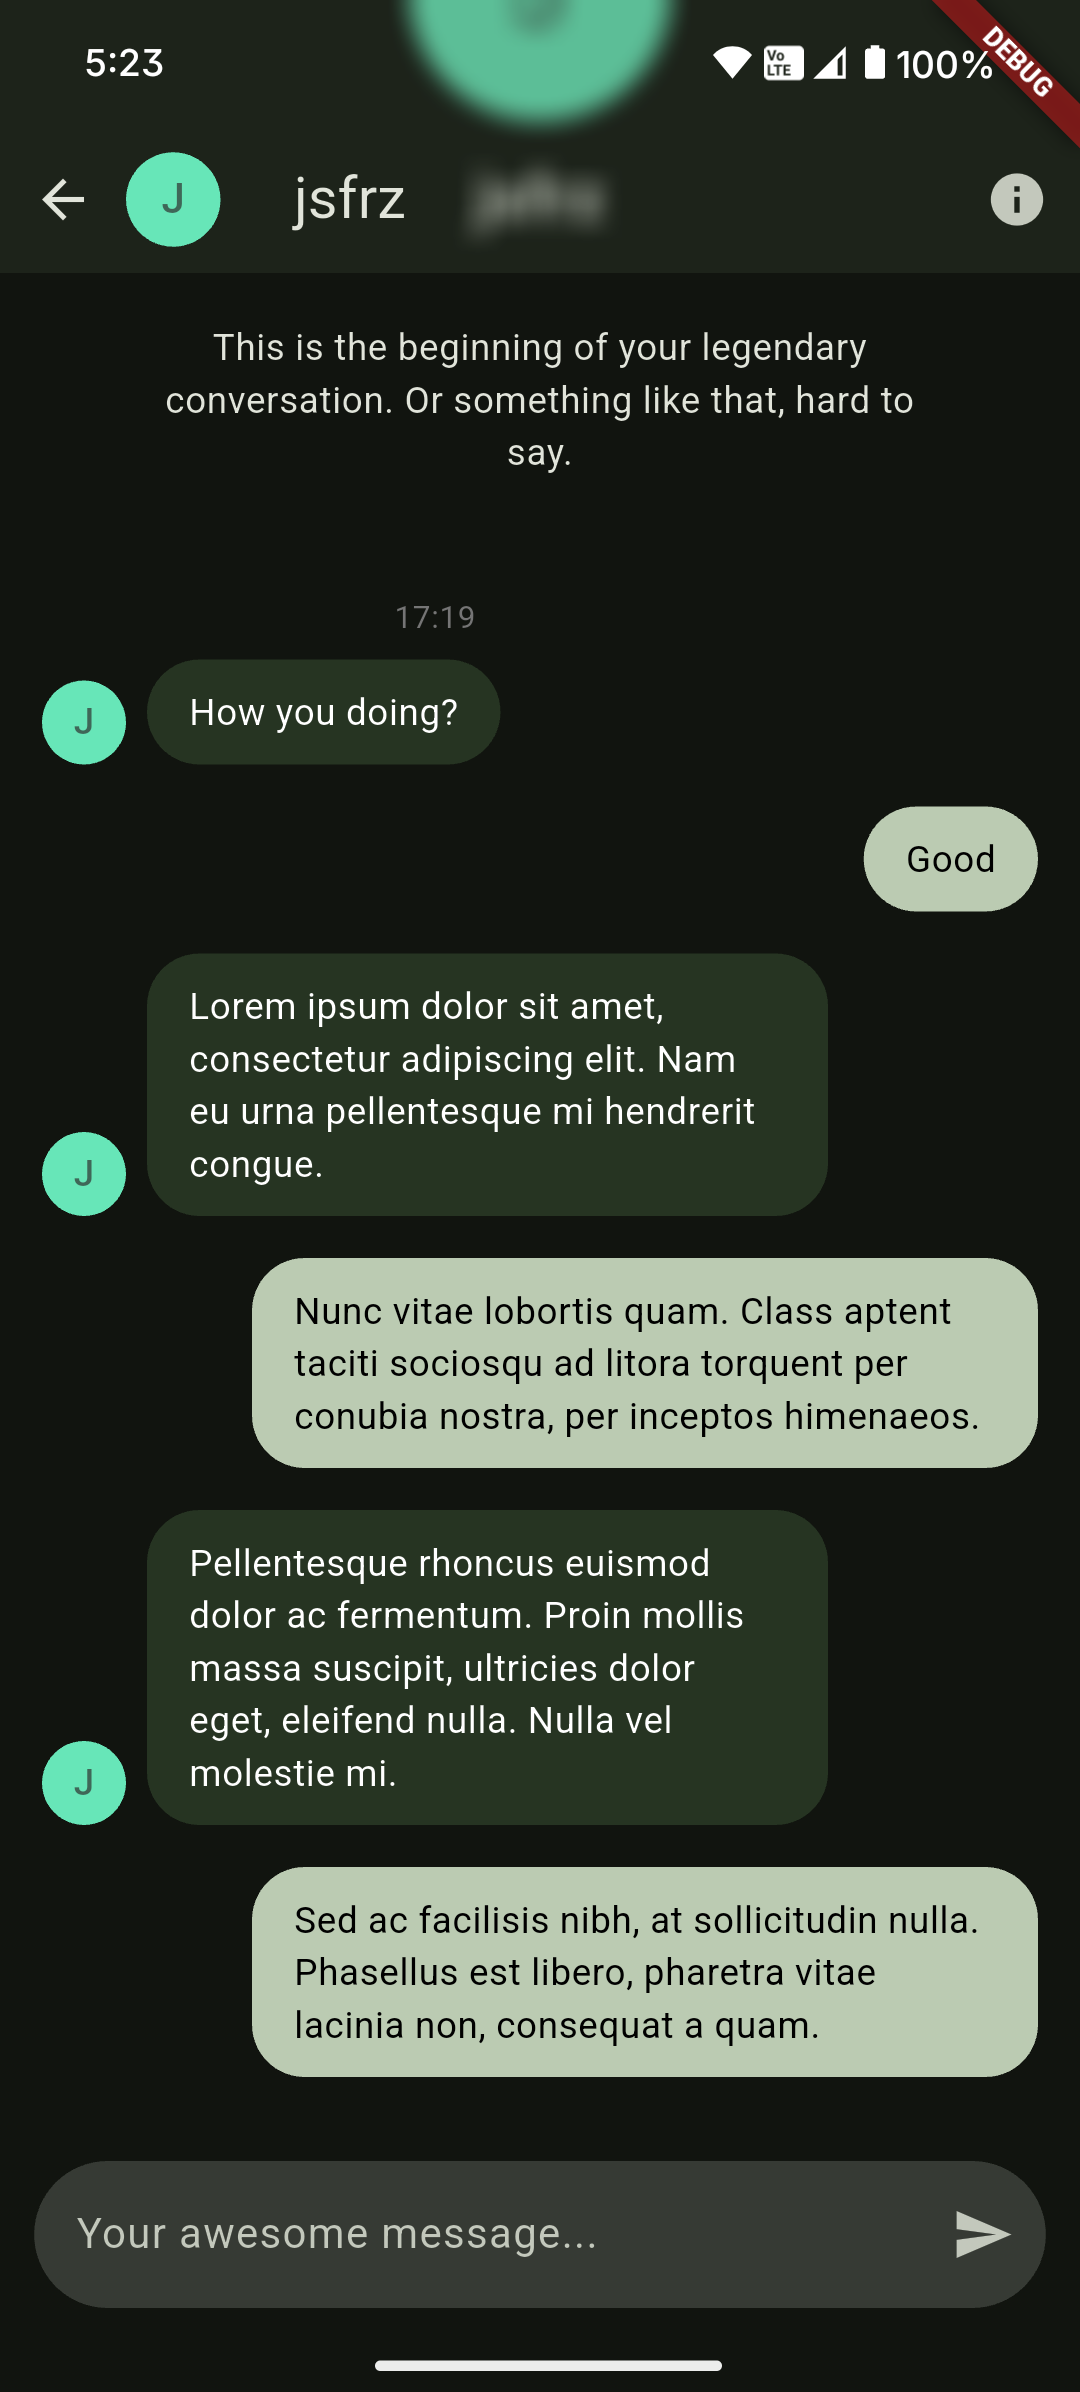 5:23
Vo
LTE
100%
DEBUG
J
jsfrz
This is the beginning of your legendary
conversation. Or something like that, hard to
say.
17:19
J
How you doing?
Good
Lorem ipsum dolor sit amet,
consectetur adipiscing elit. Nam
eu urna pellentesque mi hendrerit
congue.
J
Nunc vitae lobortis quam. Class aptent
taciti sociosqu ad litora torquent per
conubia nostra, per inceptos himenaeos.
Pellentesque rhoncus euismod
dolor ac fermentum. Proin mollis
massa suscipit, ultricies dolor
eget, eleifend nulla. Nulla vel
molestie mi.
J
Sed ac facilisis nibh, at sollicitudin nulla.
Phasellus est libero, pharetra vitae
lacinia non, consequat a quam.
Your awesome message...